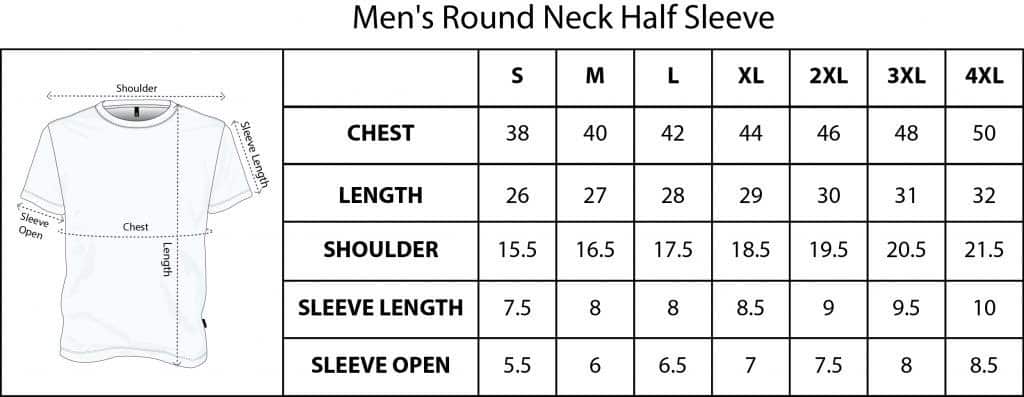 Men's Round Neck Half Sleeve
Shoulder
Sleeve Length
Sleeve
Open
Chest
Length
S M L XL 2XL 3XL 4XL
CHEST 38 40 42 44 46 48 50
LENGTH 26 27 28 29 30 31 32
SHOULDER 15.5 16.5 17.5 18.5 19.5 20.5 21.5
SLEEVE LENGTH 7.5 8 8 8.5 9 9.5 10
SLEEVE OPEN 5.5 6 6.5 7 7.5 8 8.5